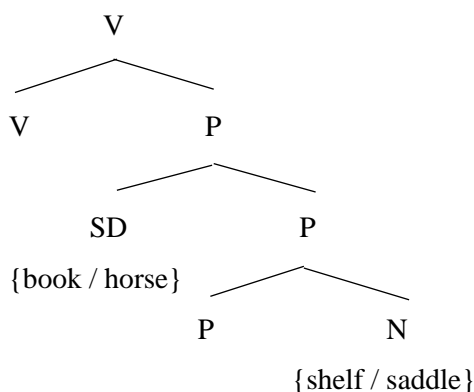 V
V P
SD P
{book / horse}
P N
{shelf / saddle}